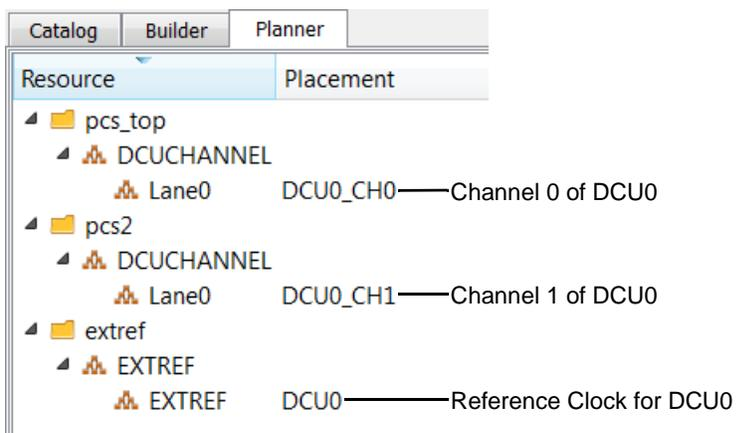 Catalog Builder Planner
Resource Placement
pcs_top
DCUCHANNEL
Lane0 DCU0_CH0 Channel 0 of DCU0
pcs2
DCUCHANNEL
Lane0 DCU0_CH1 Channel 1 of DCU0
extref
EXTREF
EXTREF DCU0 Reference Clock for DCU0